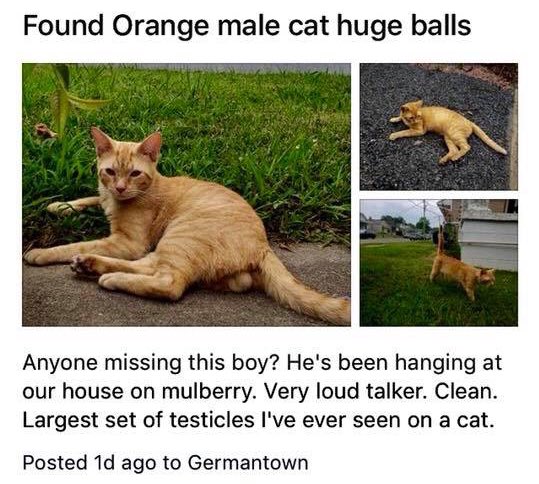 Found Orange male cat huge balls
Anyone missing this boy? He's been hanging at
our house on mulberry. Very loud talker. Clean.
Largest set of testicles I've ever seen on a cat.
Posted 1d ago to Germantown